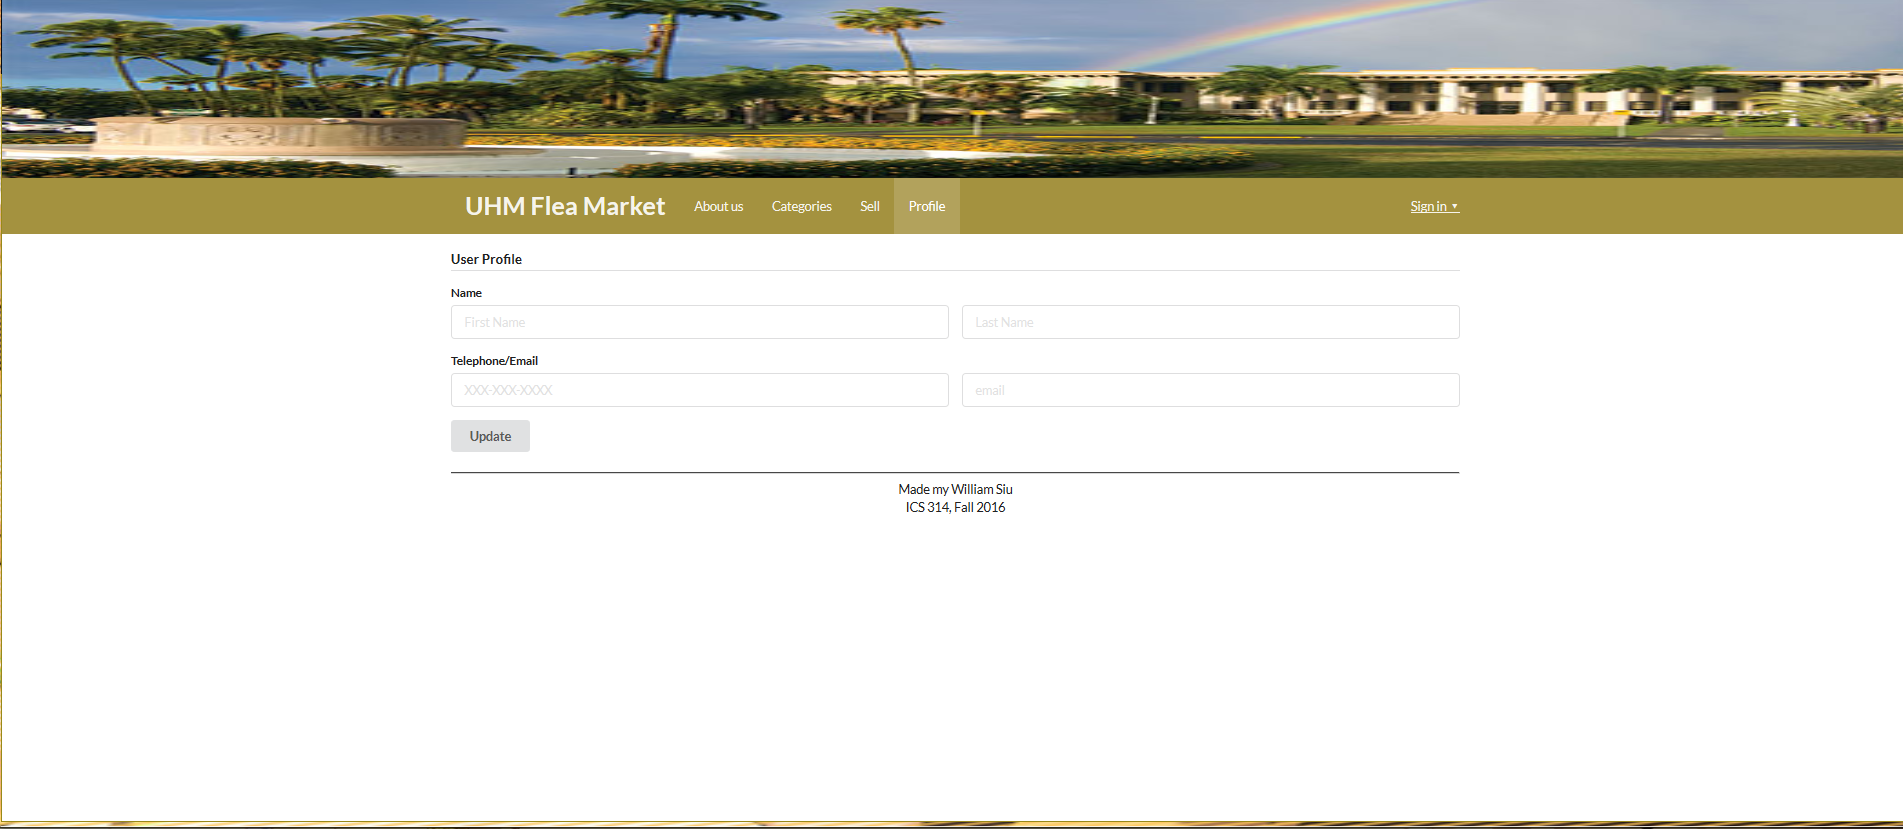 UHM Flea Market About us Categories Sell Profile Sign in
User Profile
Name
First Name Last Name
Telephone/Email
XXX-XXX-XXXX email
Update
Made my William Siu
ICS 314, Fall 2016